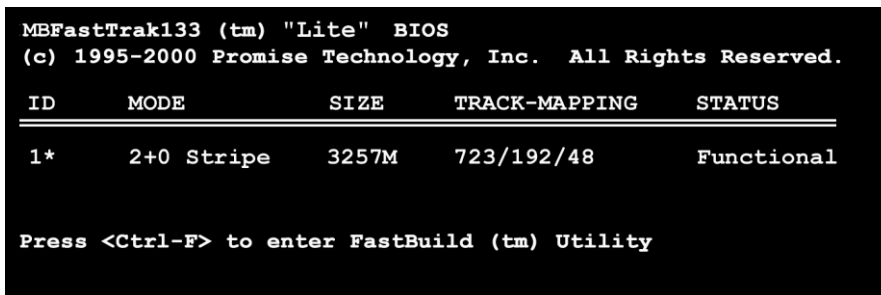 MBFastTrak133 (tm) "Lite" BIOS
(c) 1995-2000 Promise Technology, Inc. All Rights Reserved.
ID MODE SIZE TRACK-MAPPING STATUS
1* 2+0 Stripe 3257M 723/192/48 Functional
Press <Ctrl-F> to enter FastBuild (tm) Utility